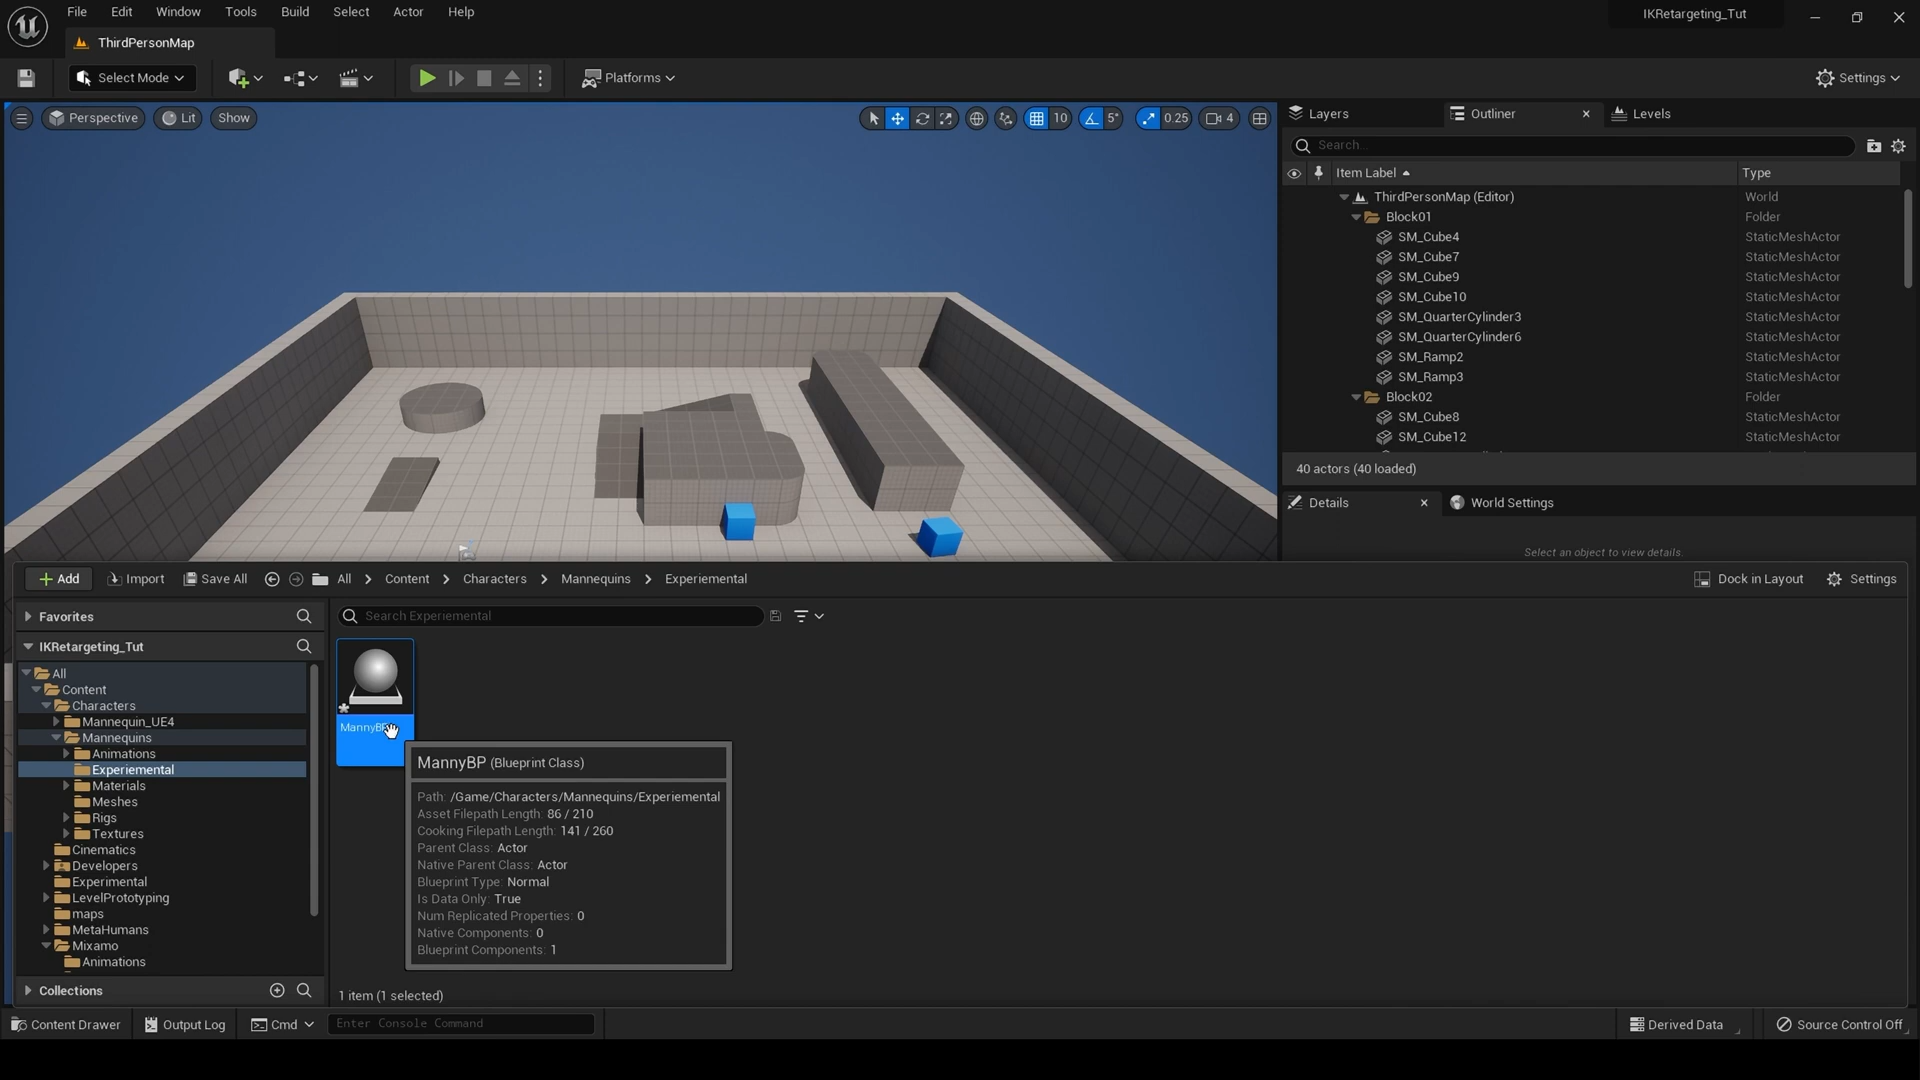 File Edit Window Tools Build Select Actor Help
IKRetargeting_Tut
ThirdPersonMap
Select Mode
Platforms
Settings
Perspective
Lit
Show
10
5°
0.25
4
Layers
Outliner
Levels
Search...
Item Label
Type
ThirdPersonMap (Editor) World
Block01 Folder
SM_Cube4 StaticMeshActor
SM_Cube7 StaticMeshActor
SM_Cube9 StaticMeshActor
SM_Cube10 StaticMeshActor
SM_QuarterCylinder3 StaticMeshActor
SM_QuarterCylinder6 StaticMeshActor
SM_Ramp2 StaticMeshActor
SM_Ramp3 StaticMeshActor
Block02 Folder
SM_Cube8 StaticMeshActor
SM_Cube12 StaticMeshActor
40 actors (40 loaded)
Details
World Settings
Select an object to view details.
Add
Import
Save All
All > Content > Characters > Mannequins > Experiemental
Dock in Layout
Settings
Favorites
Search Experiemental
IKRetargeting_Tut
All
Content
Characters
Mannequin_UE4
Mannequins
Animations
Experiemental
Materials
Meshes
Rigs
Textures
Cinematics
Developers
Experimental
LevelPrototyping
maps
MetaHumans
Mixamo
Animations
Collections
MannyBP
MannyBP (Blueprint Class)
Path: /Game/Characters/Mannequins/Experiemental
Asset Filepath Length: 86 / 210
Cooking Filepath Length: 141 / 260
Parent Class: Actor
Native Parent Class: Actor
Blueprint Type: Normal
Is Data Only: True
Num Replicated Properties: 0
Native Components: 0
Blueprint Components: 1
1 item (1 selected)
Content Drawer
Output Log
Cmd
Enter Console Command
Derived Data
Source Control Off